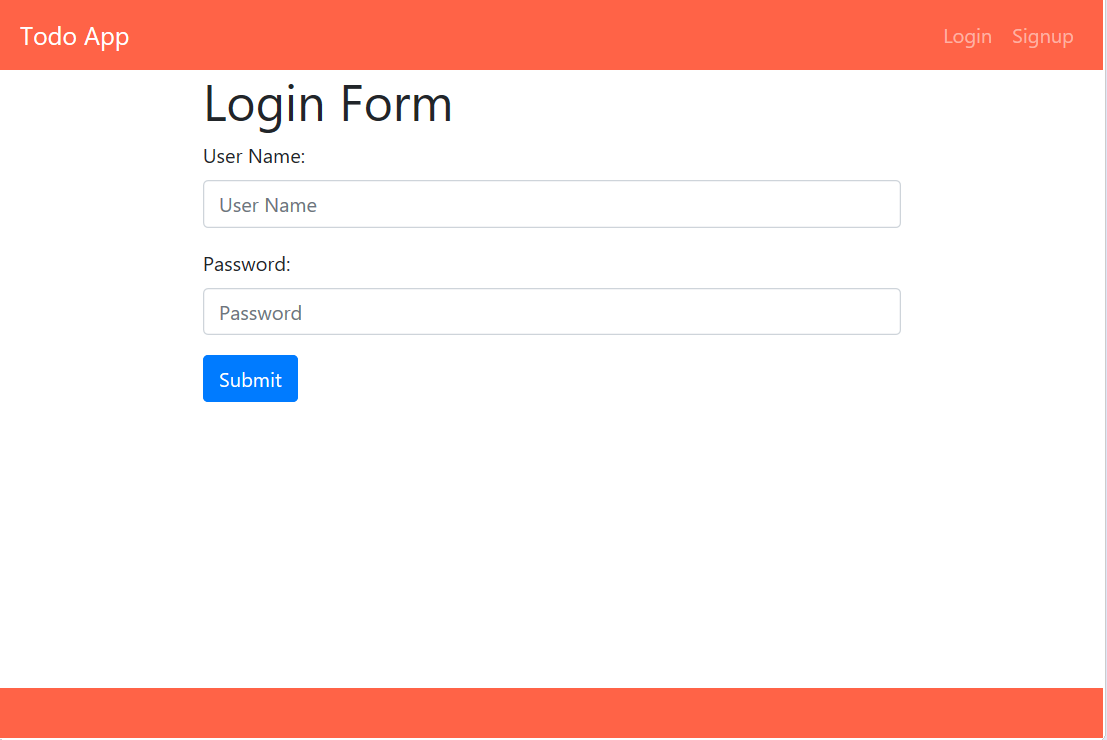 Todo App
Login Signup
Login Form
User Name:
User Name
Password:
Password
Submit